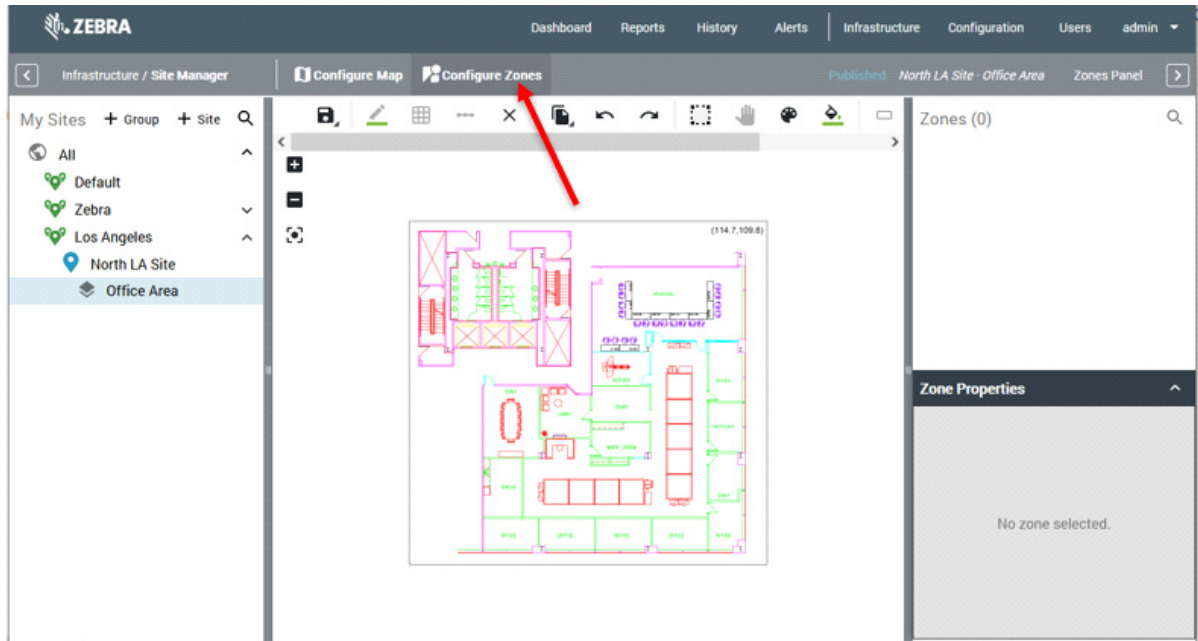 ZEBRA
Dashboard Reports History Alerts Infrastructure Configuration Users admin
Infrastructure / Site Manager Configure Map Configure Zones Published North LA Site - Office Area Zones Panel
My Sites + Group + Site
Zones (0)
All
Default
Zebra
Los Angeles
North LA Site
Office Area
(114.7,109.8)
Zone Properties
No zone selected.